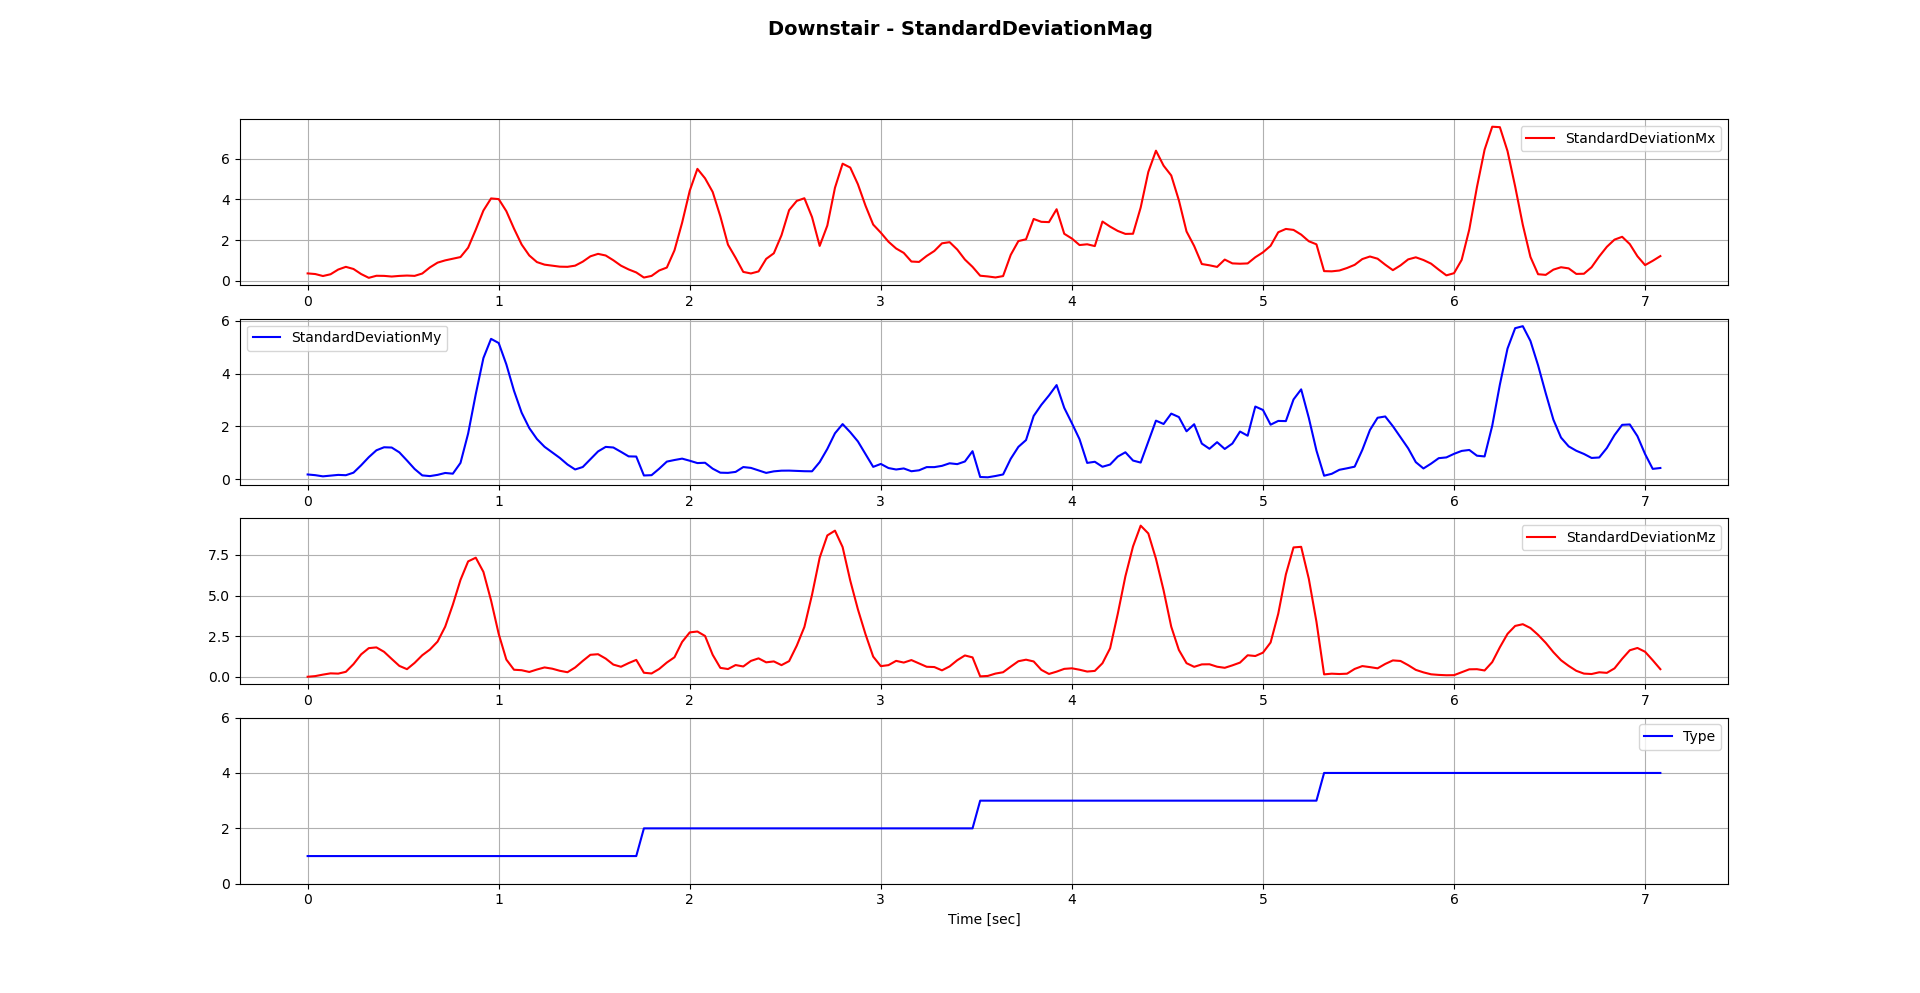 Downstair - StandardDeviationMag
StandardDeviationMx
6
4
2
0
0 1 2 3 4 5 6 7
StandardDeviationMy
6
4
2
0
0 1 2 3 4 5 6 7
StandardDeviationMz
7.5
5.0
2.5
0.0
0 1 2 3 4 5 6 7
Type
6
4
2
0
0 1 2 3 4 5 6 7
Time [sec]